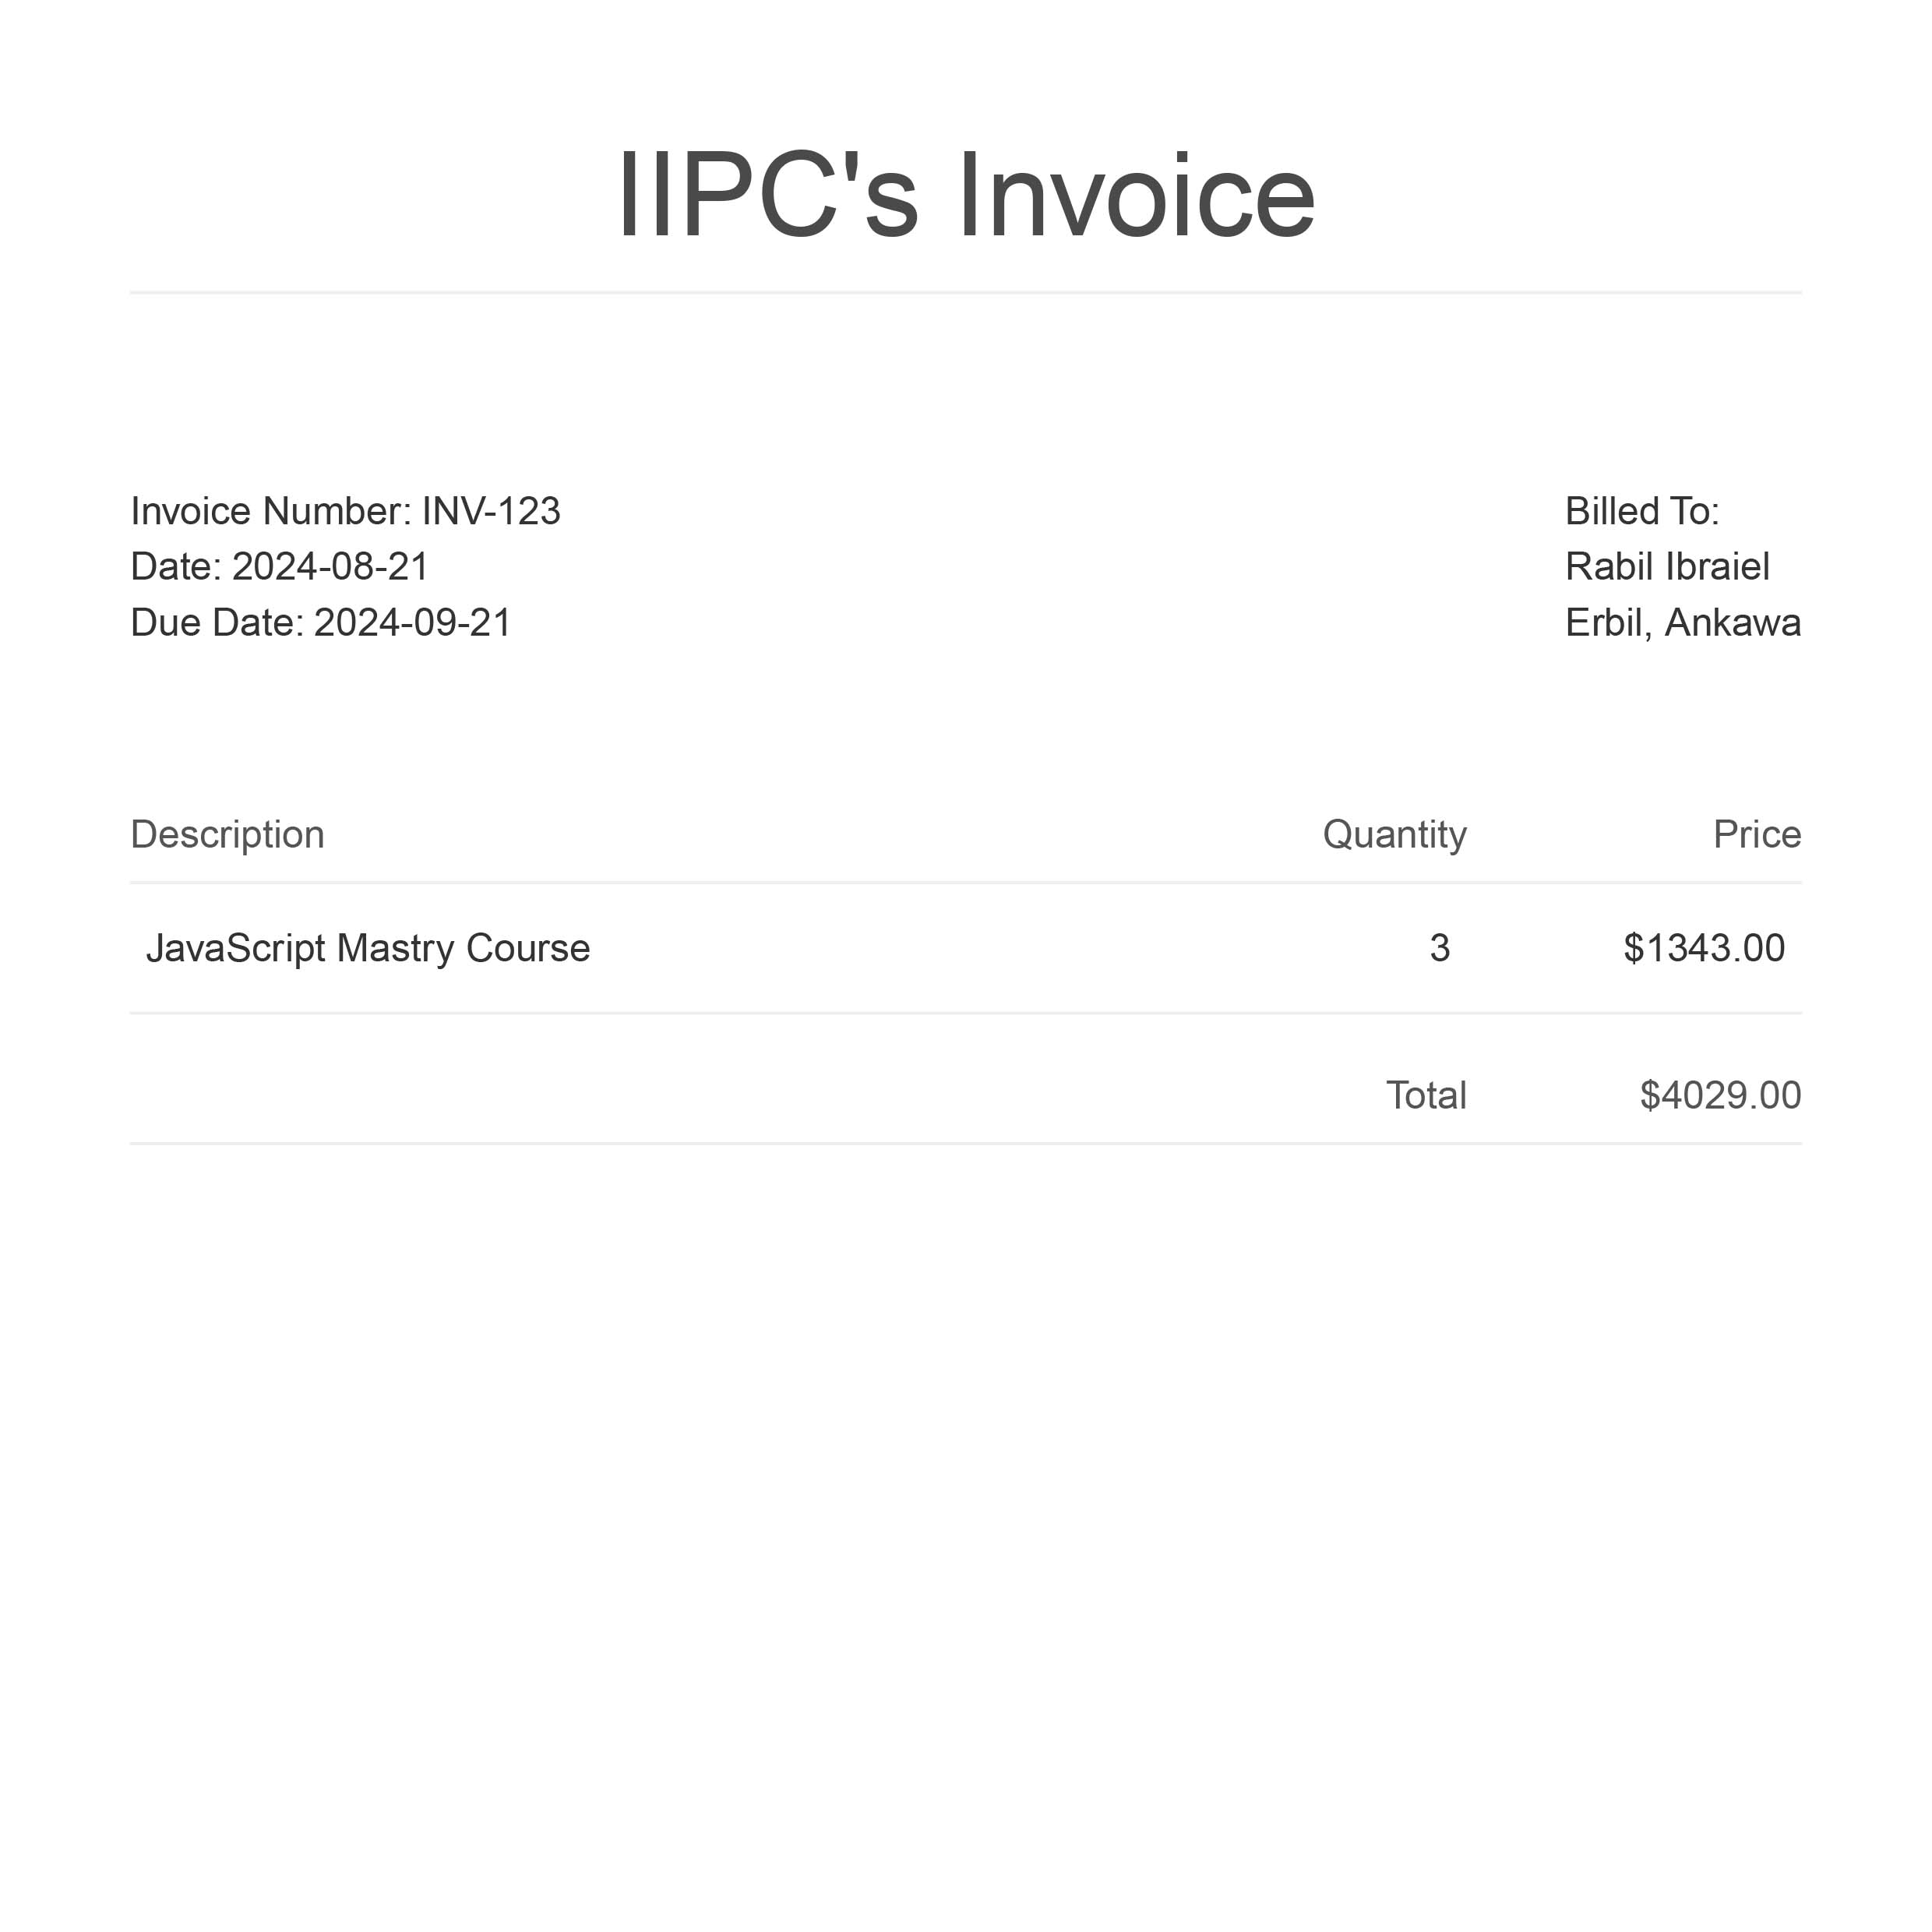 IIPC's Invoice
Invoice Number: INV-123
Date: 2024-08-21
Due Date: 2024-09-21
Billed To:
Rabil Ibraiel
Erbil, Ankawa
Description Quantity Price
JavaScript Mastry Course 3 $1343.00
Total $4029.00